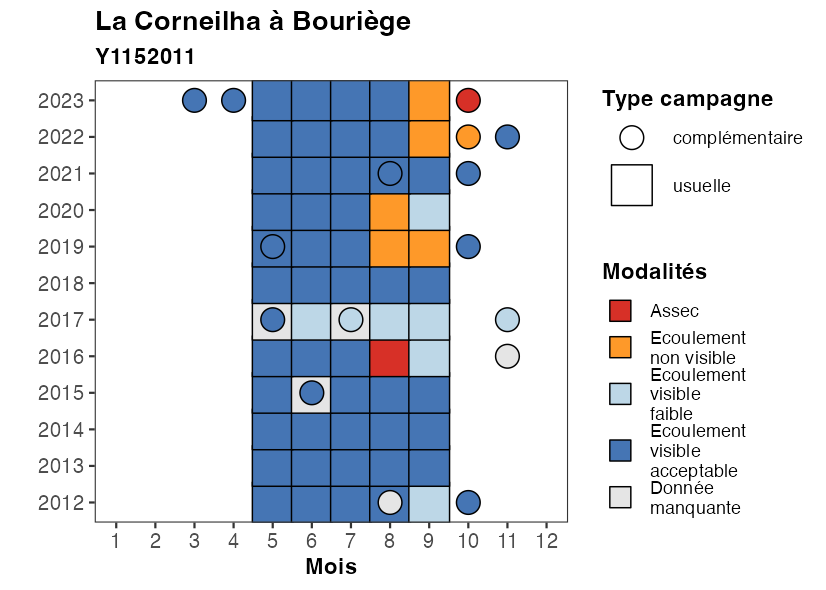 La Corneilha à Bouriège
Y1152011
2023
2022
2021
2020
2019
2018
2017
2016
2015
2014
2013
2012
1 2 3 4 5 6 7 8 9 10 11 12
Mois
Type campagne
complémentaire
usuelle
Modalités
Assec
Ecoulement
non visible
Ecoulement
visible
faible
Ecoulement
visible
acceptable
Donnée
manquante